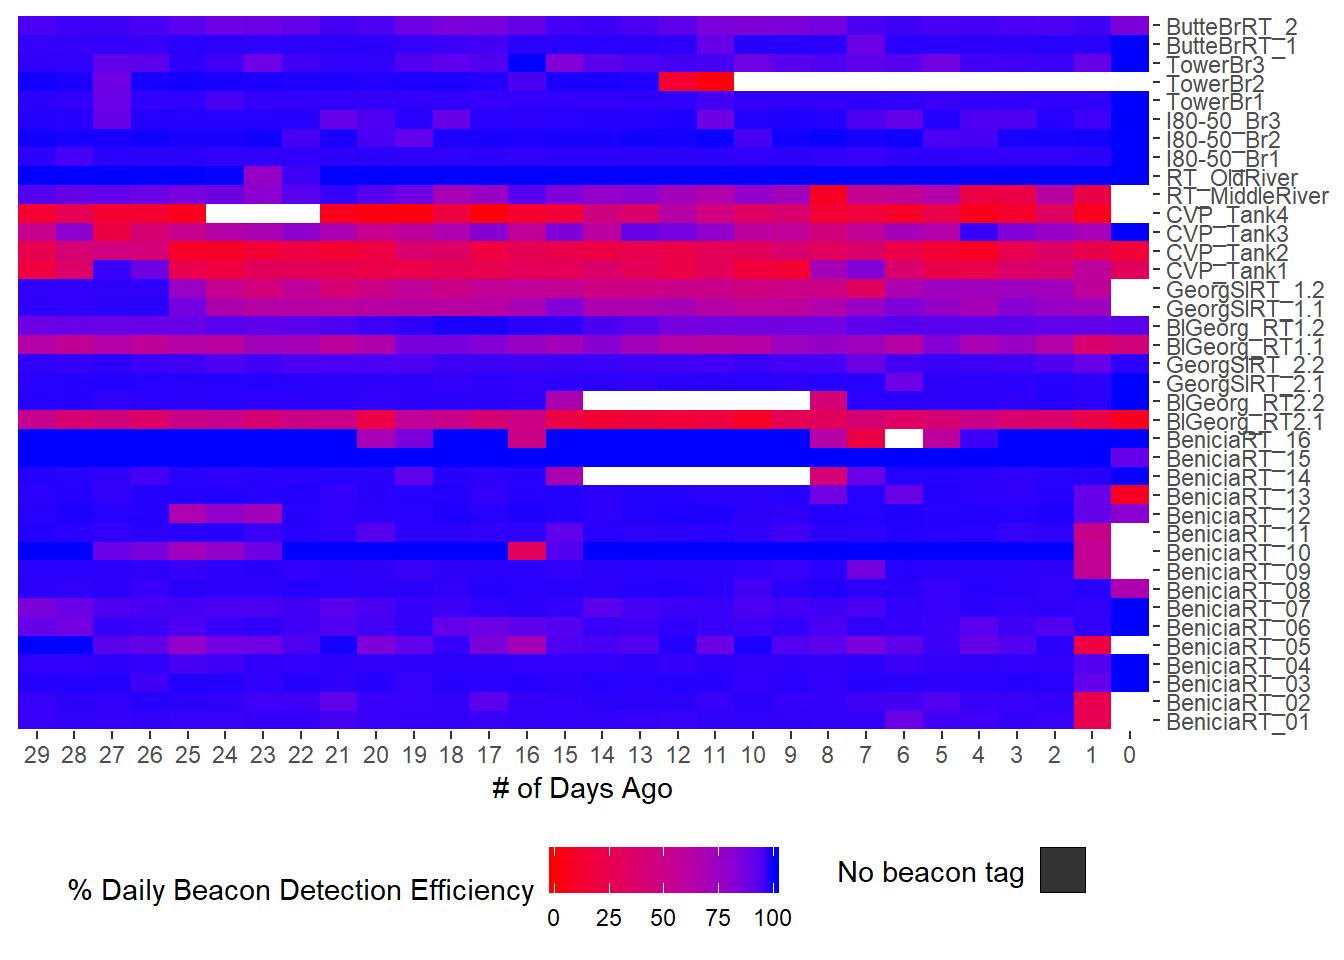 ButteBrRT_2
ButteBrRT_1
TowerBr3
TowerBr2
TowerBr1
I80-50_Br3
I80-50_Br2
I80-50_Br1
RT_OldRiver
RT_MiddleRiver
CVP_Tank4
CVP_Tank3
CVP_Tank2
CVP_Tank1
GeorgSlRT_1.2
GeorgSlRT_1.1
BlGeorg_RT1.2
BlGeorg_RT1.1
GeorgSlRT_2.2
GeorgSlRT_2.1
BlGeorg_RT2.2
BlGeorg_RT2.1
BeniciaRT_16
BeniciaRT_15
BeniciaRT_14
BeniciaRT_13
BeniciaRT_12
BeniciaRT_11
BeniciaRT_10
BeniciaRT_09
BeniciaRT_08
BeniciaRT_07
BeniciaRT_06
BeniciaRT_05
BeniciaRT_04
BeniciaRT_03
BeniciaRT_02
BeniciaRT_01
29 28 27 26 25 24 23 22 21 20 19 18 17 16 15 14 13 12 11 10 9 8 7 6 5 4 3 2 1 0
# of Days Ago
% Daily Beacon Detection Efficiency
0 25 50 75 100
No beacon tag